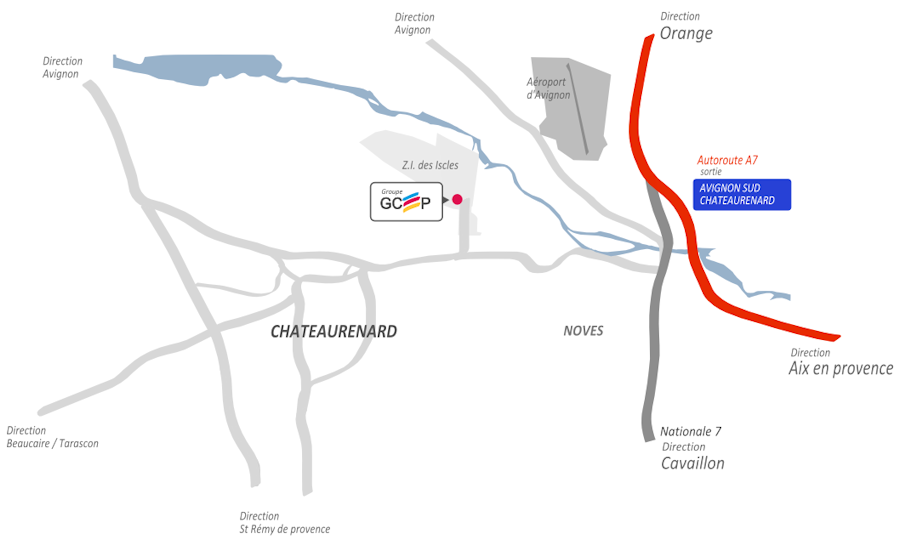 Direction
Avignon
Direction
Orange
Direction
Avignon
Aéroport
d'Avignon
Autoroute A7
sortie
AVIGNON SUD
CHATEAURENARD
Z.I. des Iscles
Groupe
GCEP
CHATEAURENARD
NOVES
Direction
Aix en provence
Direction
Beaucaire / Tarascon
Nationale 7
Direction
Cavaillon
Direction
St Rémy de provence